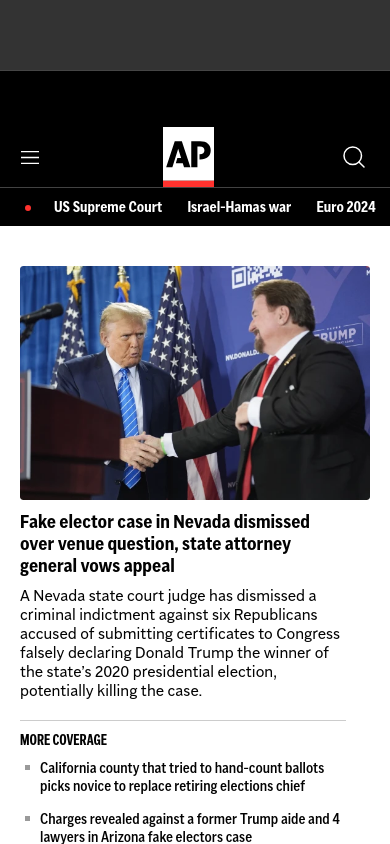 AP
US Supreme Court Israel-Hamas war Euro 2024
NV.DONALD
TRUMP
Fake elector case in Nevada dismissed
over venue question, state attorney
general vows appeal
A Nevada state court judge has dismissed a
criminal indictment against six Republicans
accused of submitting certificates to Congress
falsely declaring Donald Trump the winner of
the state’s 2020 presidential election,
potentially killing the case.
MORE COVERAGE
California county that tried to hand-count ballots
picks novice to replace retiring elections chief
Charges revealed against a former Trump aide and 4
lawyers in Arizona fake electors case